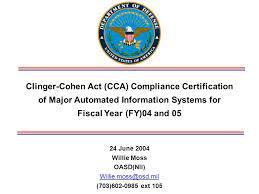 DEPARTMENT OF DEFENSE
UNITED STATES OF AMERICA
Clinger-Cohen Act (CCA) Compliance Certification
of Major Automated Information Systems for
Fiscal Year (FY)04 and 05
24 June 2004
Willie Moss
OASD(NII)
Willie.moss@osd.mil
(703)602-0985 ext 105